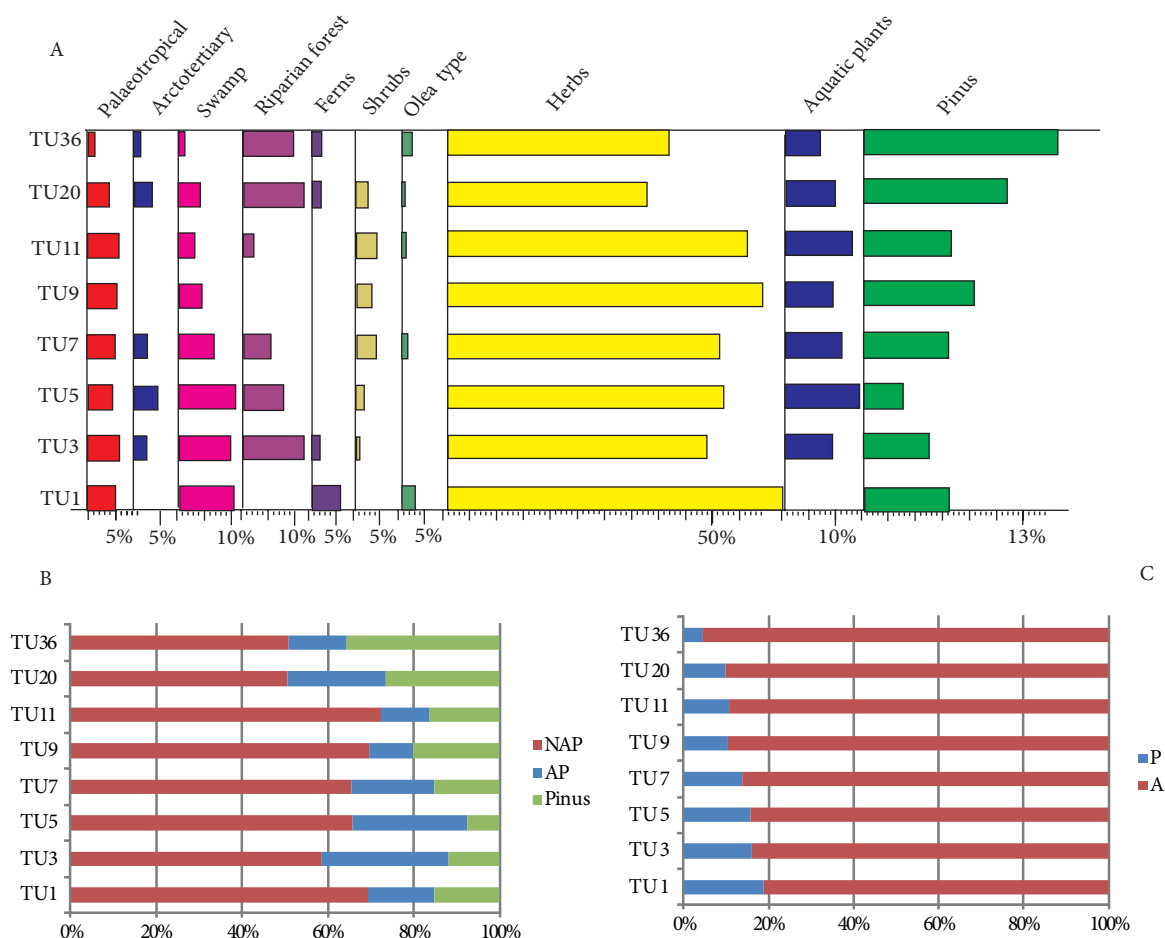 A
Palaeotropical
Arctotertiary
Swamp
Riparian forest
Ferns
Shrubs
Olea type
Herbs
Aquatic plants
Pinus
TU36
TU20
TU11
TU9
TU7
TU5
TU3
TU1
5% 5% 10% 10% 5% 5% 5% 50% 10% 13%
B
TU36
TU20
TU11
TU9
TU7
TU5
TU3
TU1
0% 20% 40% 60% 80% 100%
NAP
AP
Pinus
C
TU36
TU20
TU11
TU9
TU7
TU5
TU3
TU1
0% 20% 40% 60% 80% 100%
P
A